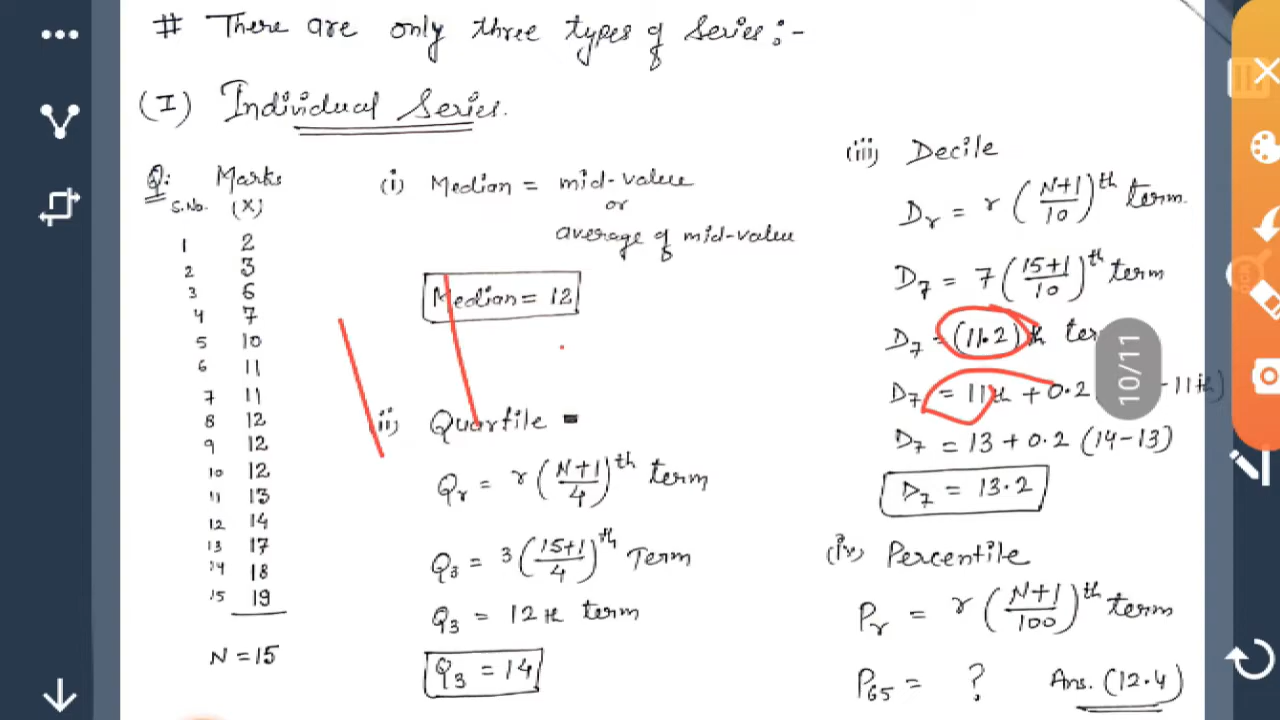 # There are only three types of Series:-
(I) Individual Series.
Q: Marks
S.No. (X)
1 2
2 3
3 6
4 7
5 10
6 11
7 11
8 12
9 12
10 12
11 13
12 14
13 17
14 18
15 19
N = 15
(i) Median = mid-value
or
average of mid-value
Median = 12
(ii) Quartile =
Qr = r (N+1/4)th term
Q3 = 3 (15+1/4)th Term
Q3 = 12th term
Q3 = 14
(iii) Decile
Dr = r (N+1/10)th term.
D7 = 7 (15+1/10)th term
D7 = (11.2)th ter
D7 = 11th + 0.2 - 11th)
D7 = 13 + 0.2 (14-13)
D7 = 13.2
(iv) Percentile
Pr = r (N+1/100)th term
P65 = ? Ans. (12.4)
10/11